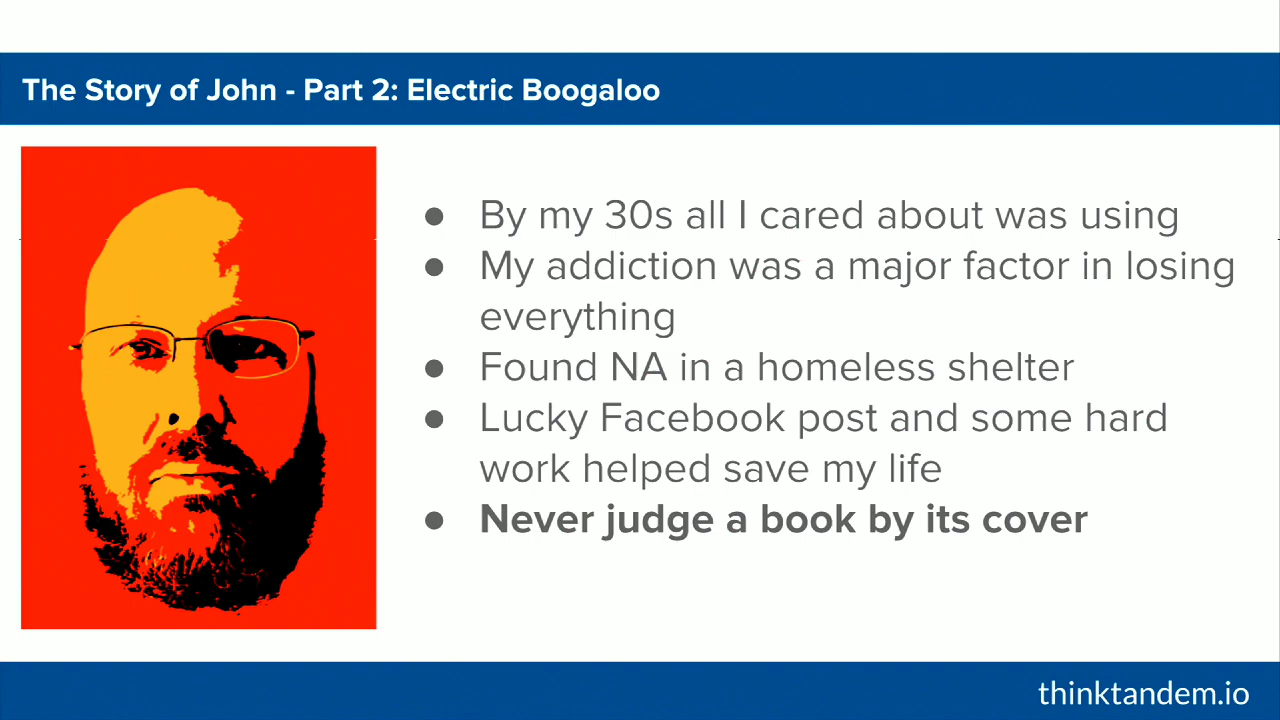 The Story of John - Part 2: Electric Boogaloo
● By my 30s all I cared about was using
● My addiction was a major factor in losing
everything
● Found NA in a homeless shelter
● Lucky Facebook post and some hard
work helped save my life
● Never judge a book by its cover
thinktandem.io